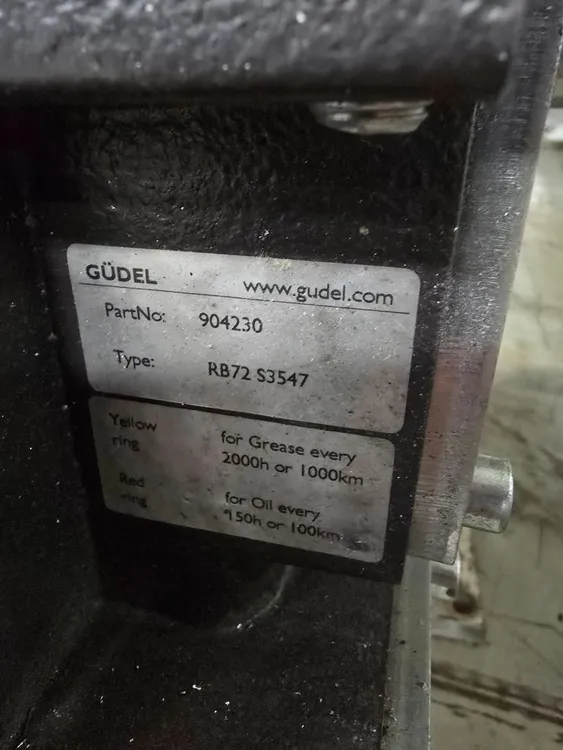 GÜDEL www.gudel.com
PartNo: 904230
Type: RB72 S3547
Yellow ring for Grease every 2000h or 1000km
Red ring for Oil every 150h or 100km